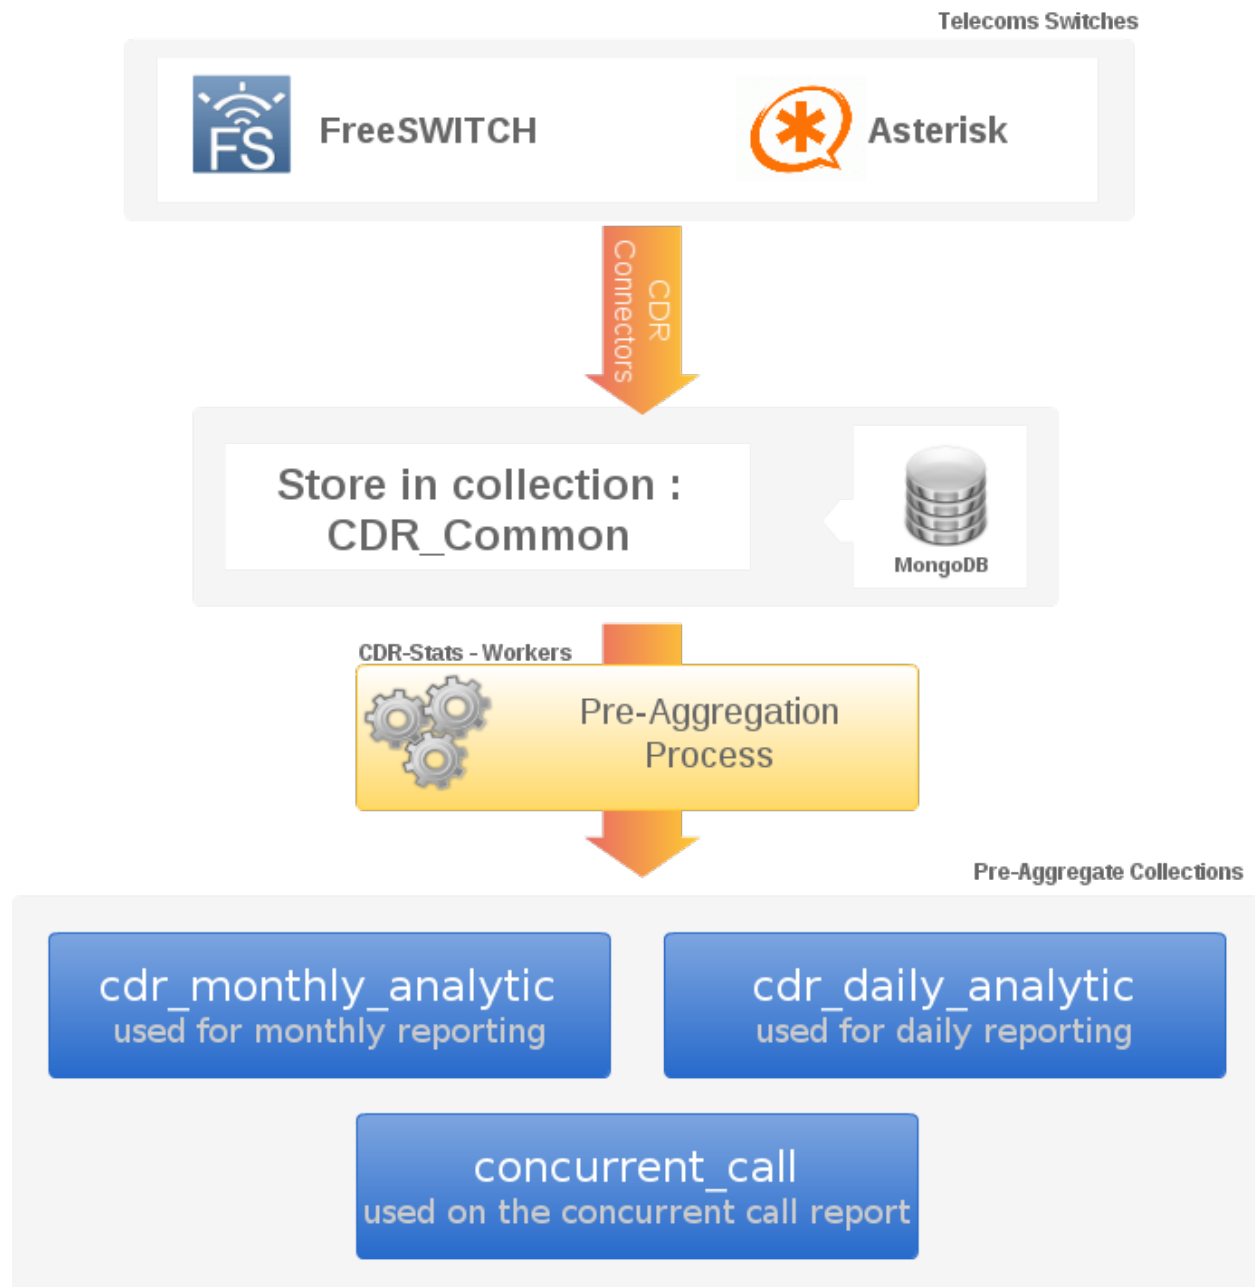 Telecoms Switches
FS
FreeSWITCH
Asterisk
CDR
Connectors
Store in collection :
CDR_Common
MongoDB
CDR-Stats - Workers
Pre-Aggregation
Process
Pre-Aggregate Collections
cdr_monthly_analytic
used for monthly reporting
cdr_daily_analytic
used for daily reporting
concurrent_call
used on the concurrent call report